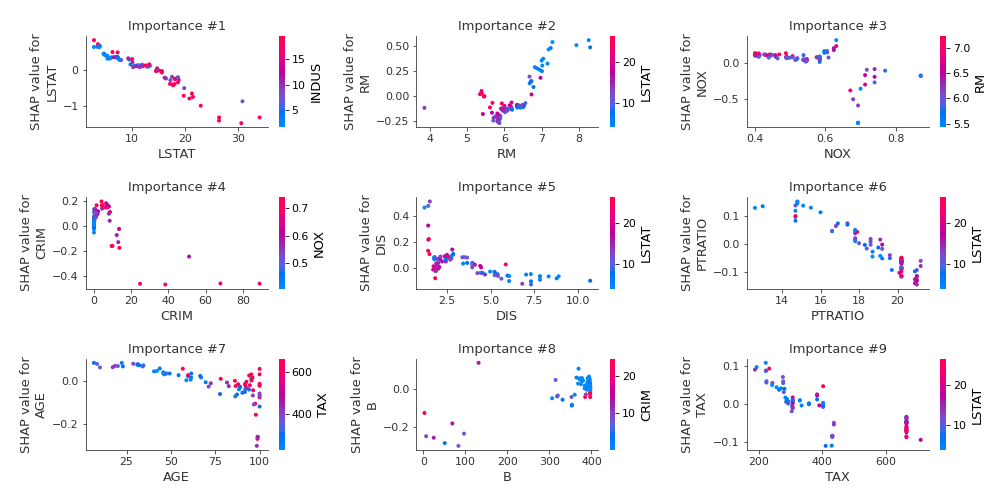 Importance #1
SHAP value for
LSTAT
0
−1
10
20
30
LSTAT
15
10
5
INDUS
Importance #2
SHAP value for
RM
0.50
0.25
0.00
−0.25
4
5
6
7
8
RM
20
10
LSTAT
Importance #3
SHAP value for
NOX
0.0
−0.5
0.4
0.6
0.8
NOX
7.0
6.5
6.0
5.5
RM
Importance #4
SHAP value for
CRIM
0.2
0.0
−0.2
−0.4
0
20
40
60
80
CRIM
0.7
0.6
0.5
NOX
Importance #5
SHAP value for
DIS
0.4
0.2
0.0
2.5
5.0
7.5
10.0
DIS
20
10
LSTAT
Importance #6
SHAP value for
PTRATIO
0.1
0.0
−0.1
14
16
18
20
PTRATIO
20
10
LSTAT
Importance #7
SHAP value for
AGE
0.0
−0.2
25
50
75
100
AGE
600
400
TAX
Importance #8
SHAP value for
B
0.0
−0.2
0
100
200
300
400
B
20
10
CRIM
Importance #9
SHAP value for
TAX
0.1
0.0
−0.1
200
400
600
TAX
20
10
LSTAT